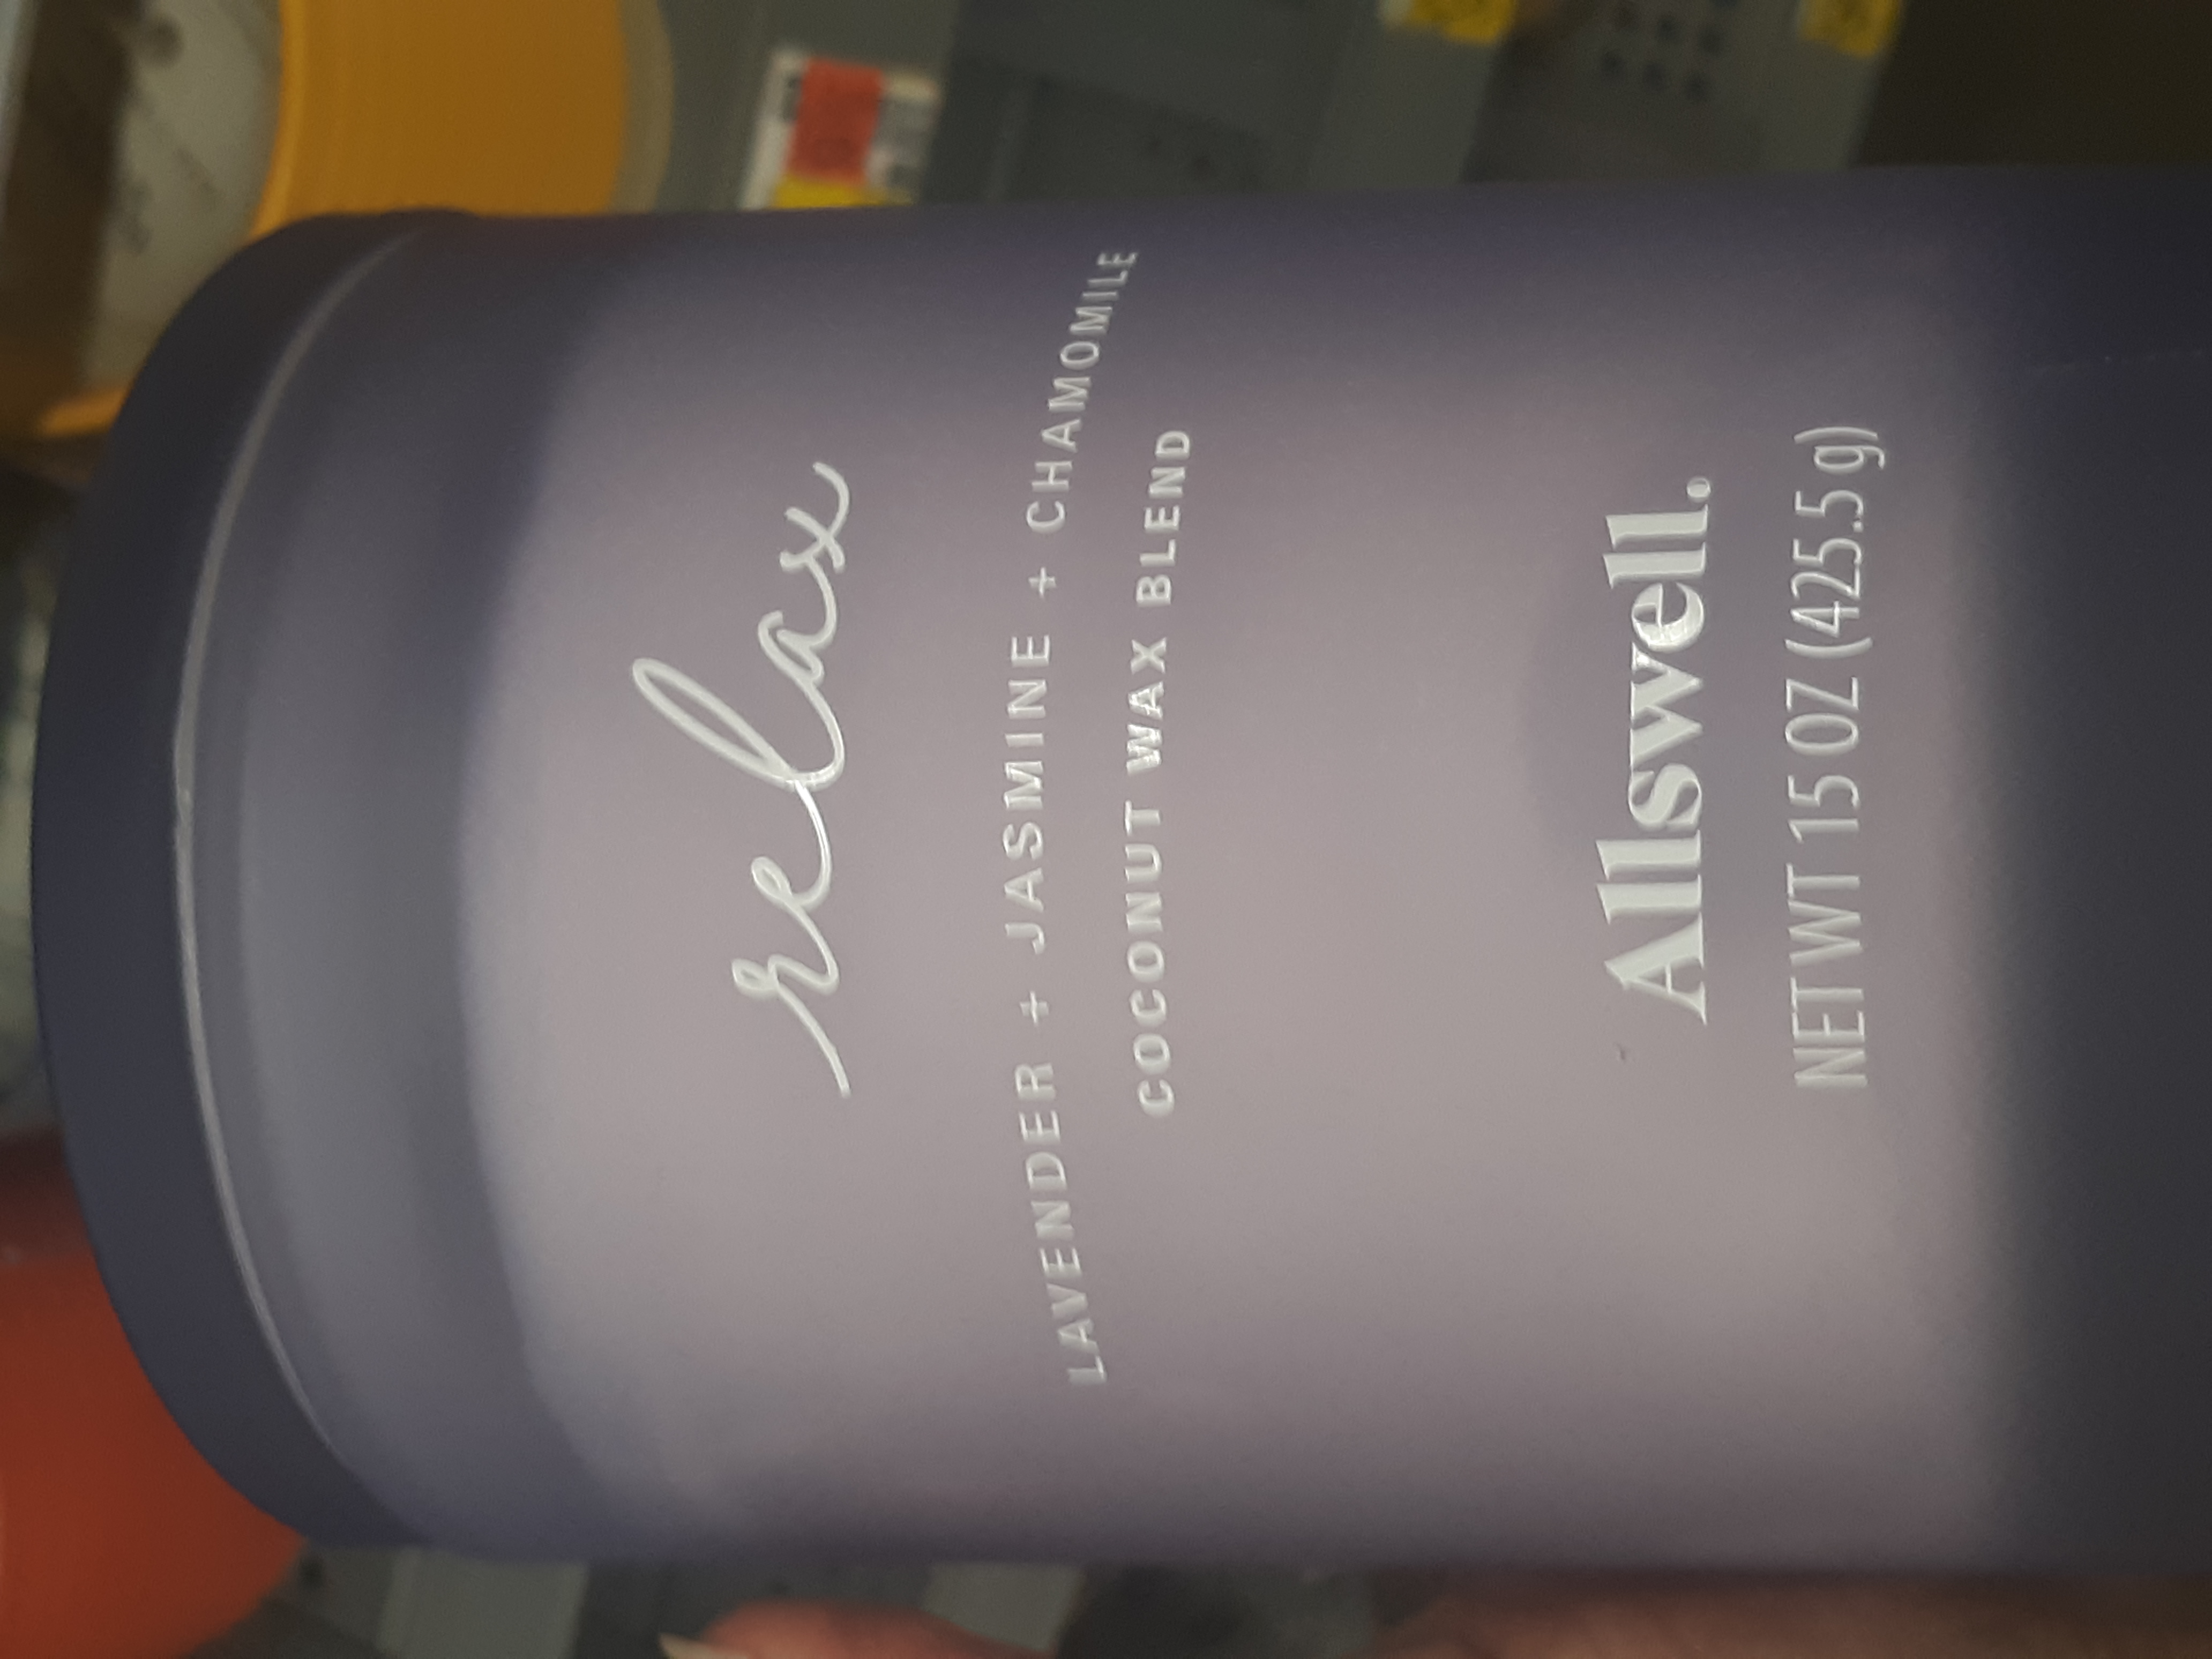 relax
LAVENDER + JASMINE + CHAMOMILE
COCONUT WAX BLEND
Allswell.
NET WT 15 OZ (425.5 g)